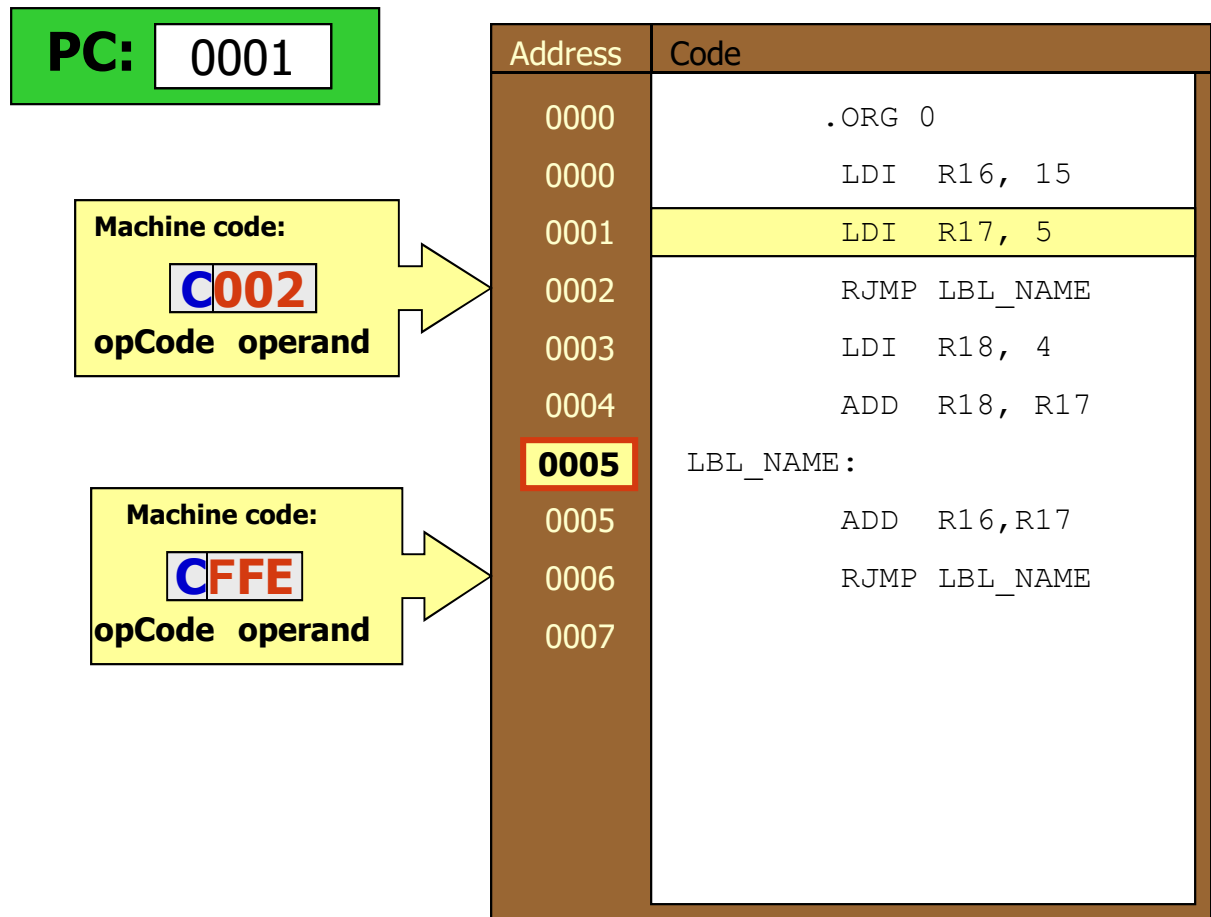 PC: 0001
Machine code:
C002
opCode operand
Machine code:
CFFE
opCode operand
Address Code
0000 .ORG 0
0000 LDI R16, 15
0001 LDI R17, 5
0002 RJMP LBL_NAME
0003 LDI R18, 4
0004 ADD R18, R17
0005 LBL_NAME:
0005 ADD R16,R17
0006 RJMP LBL_NAME
0007